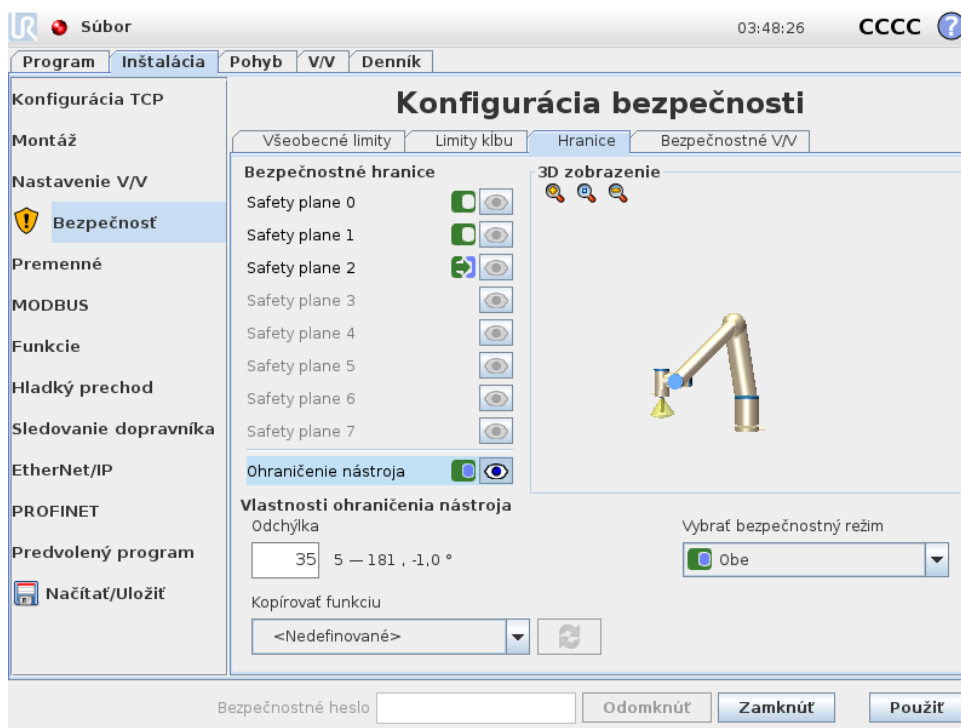 UR Súbor 03:48:26 CCCC ?
Program Inštalácia Pohyb V/V Denník
Konfigurácia TCP
Montáž
Nastavenie V/V
Bezpečnosť
Premenné
MODBUS
Funkcie
Hladký prechod
Sledovanie dopravníka
EtherNet/IP
PROFINET
Predvolený program
Načítať/Uložiť
Konfigurácia bezpečnosti
Všeobecné limity Limity kĺbu Hranice Bezpečnostné V/V
Bezpečnostné hranice
Safety plane 0
Safety plane 1
Safety plane 2
Safety plane 3
Safety plane 4
Safety plane 5
Safety plane 6
Safety plane 7
Ohraničenie nástroja
3D zobrazenie
Vlastnosti ohraničenia nástroja
Odchýlka
35 5 — 181 , -1,0 °
Vybrať bezpečnostný režim
Obe
Kopírovať funkciu
<Nedefinované>
Bezpečnostné heslo Odomknúť Zamknúť Použiť